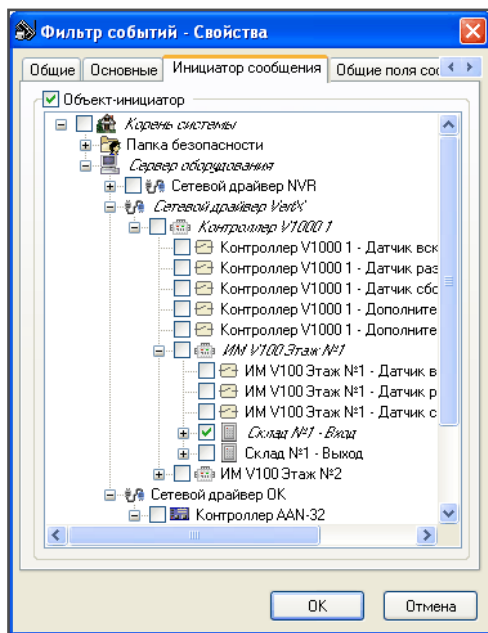 Фильтр событий - Свойства
Общие Основные Инициатор сообщения Общие поля соо
Объект-инициатор
Корень системы
Папка безопасности
Сервер оборудования
Сетевой драйвер NVR
Сетевой драйвер VertX
Контроллер V1000 1
Контроллер V1000 1 - Датчик вск
Контроллер V1000 1 - Датчик раз
Контроллер V1000 1 - Датчик сбо
Контроллер V1000 1 - Дополните
Контроллер V1000 1 - Дополните
ИМ V100 Этаж №1
ИМ V100 Этаж №1 - Датчик в
ИМ V100 Этаж №1 - Датчик р
ИМ V100 Этаж №1 - Датчик с
Склад №1 - Вход
Склад №1 - Выход
ИМ V100 Этаж №2
Сетевой драйвер ОК
Контроллер AAN-32
ОК Отмена